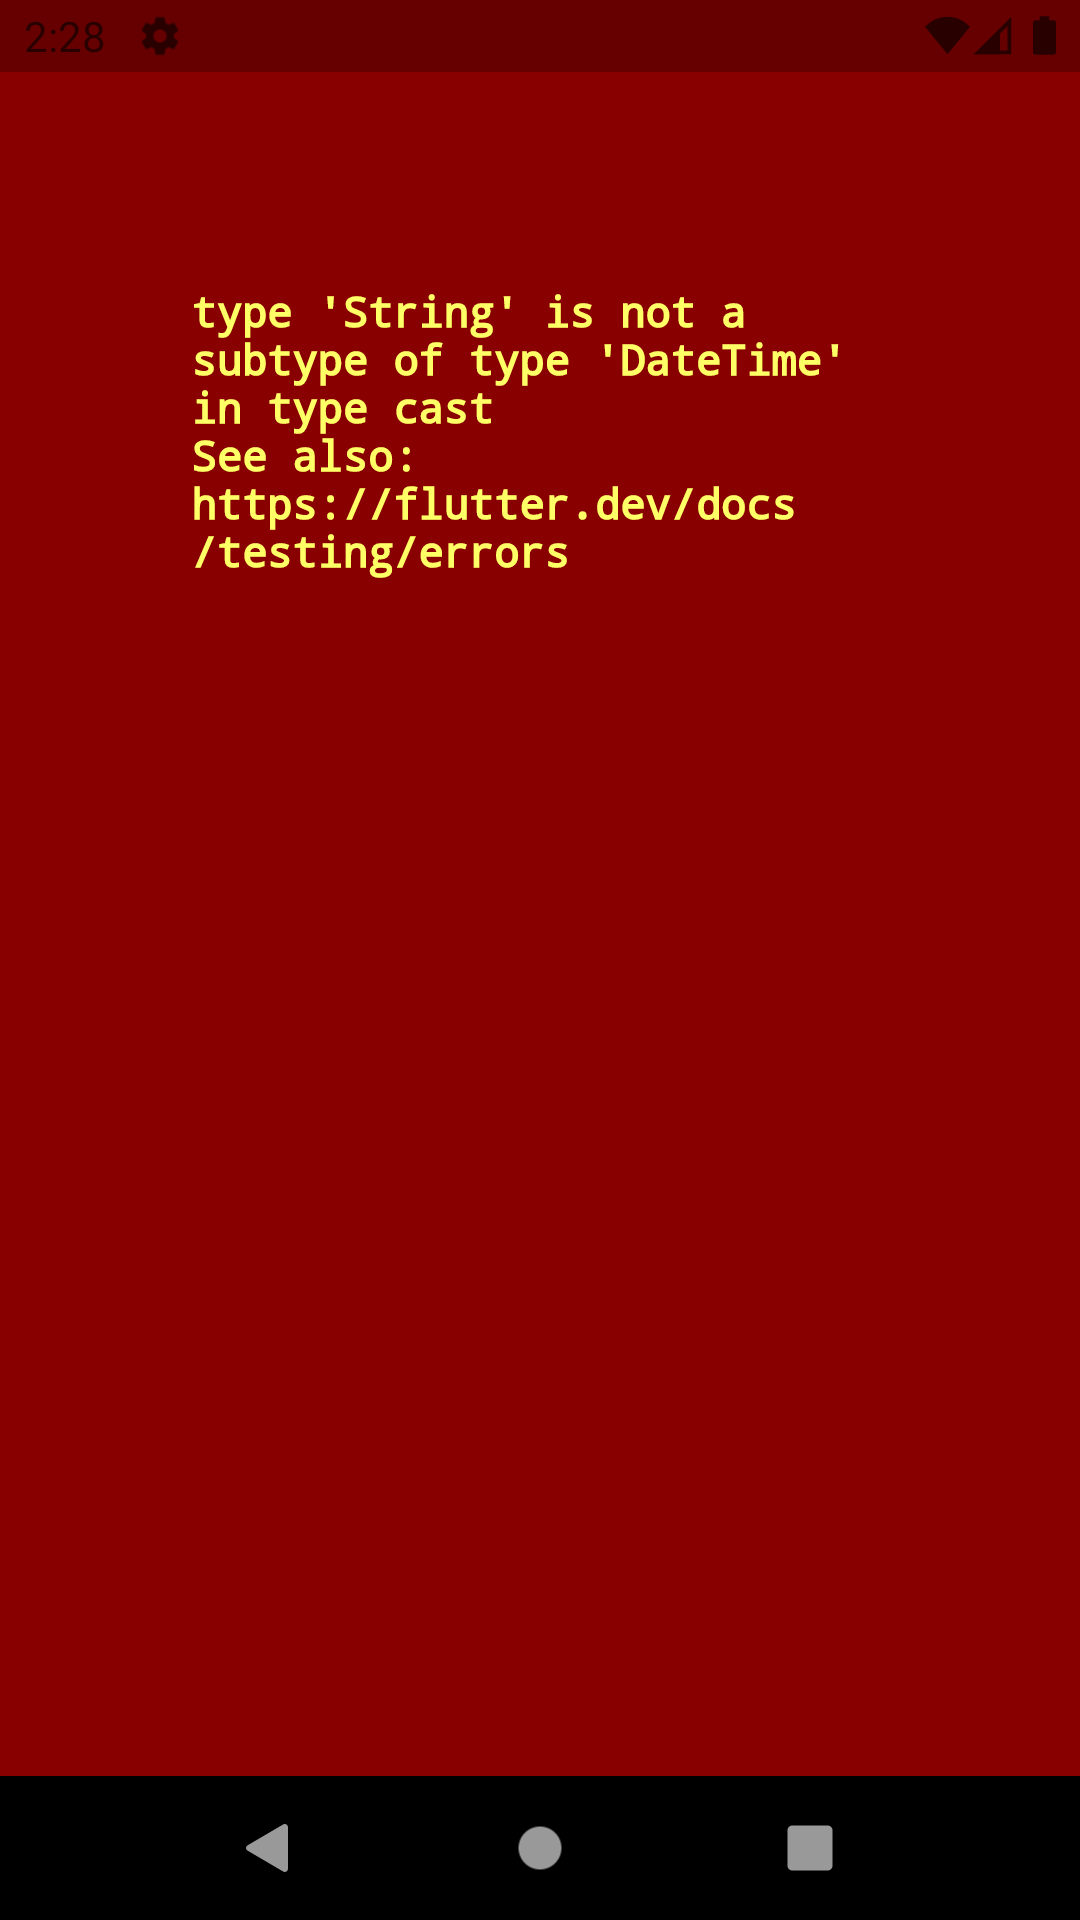 2:28
type 'String' is not a
subtype of type 'DateTime'
in type cast
See also:
https://flutter.dev/docs
/testing/errors